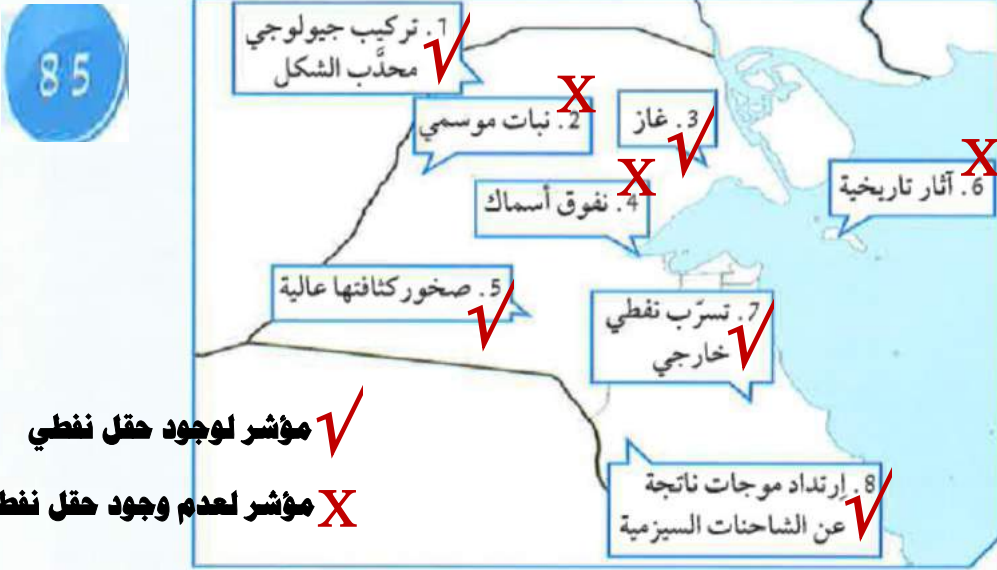 85
1. تركيب جيولوجي
محدَّب الشكل
√
2. نبات موسمي
X
3. غاز
√
4. نفوق أسماك
X
5. صخور كثافتها عالية
√
6. آثار تاريخية
X
7. تسرّب نفطي
خارجي
√
8. إرتداد موجات ناتجة
عن الشاحنات السيزمية
√
√ مؤشر لوجود حقل نفطي
X مؤشر لعدم وجود حقل نفط